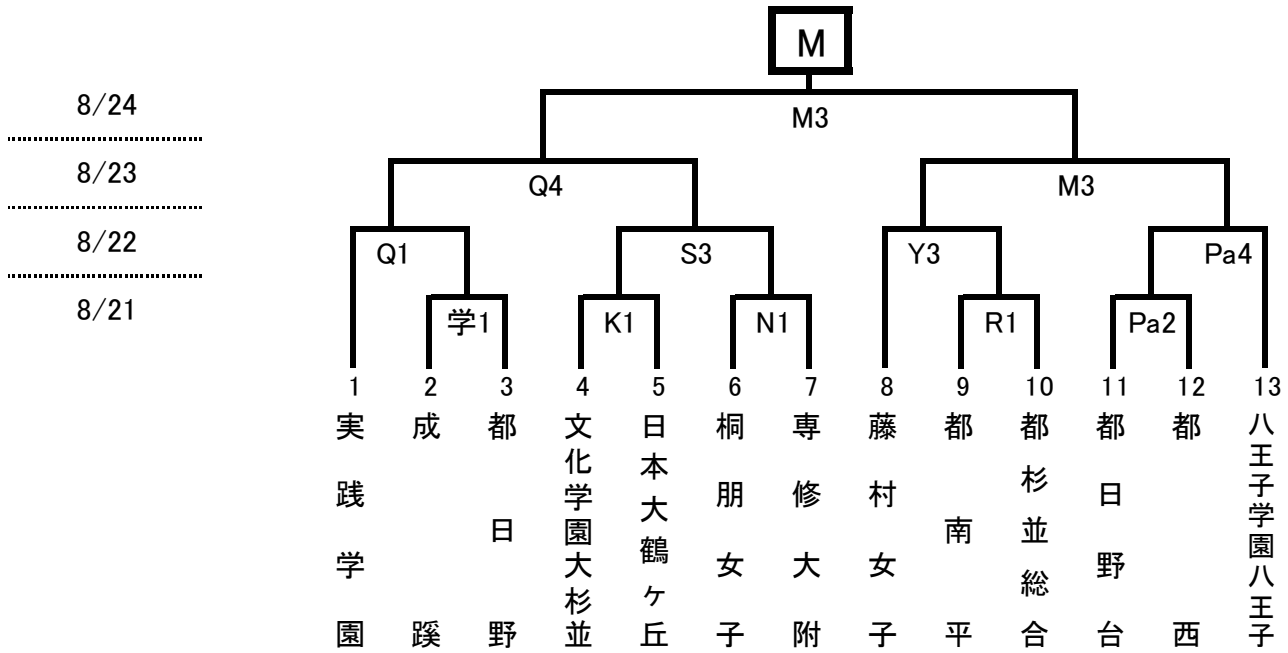 M
8/24
M3
8/23
Q4
M3
8/22
Q1
S3
Y3
Pa4
8/21
学1
K1
N1
R1
Pa2
1
2
3
4
5
6
7
8
9
10
11
12
13
実践学園
成蹊
都日野
文化学園大杉並
日本大鶴ヶ丘
桐朋女子
専修大附
藤村女子
都南平
都杉並総合
都日野台
都西
八王子学園八王子